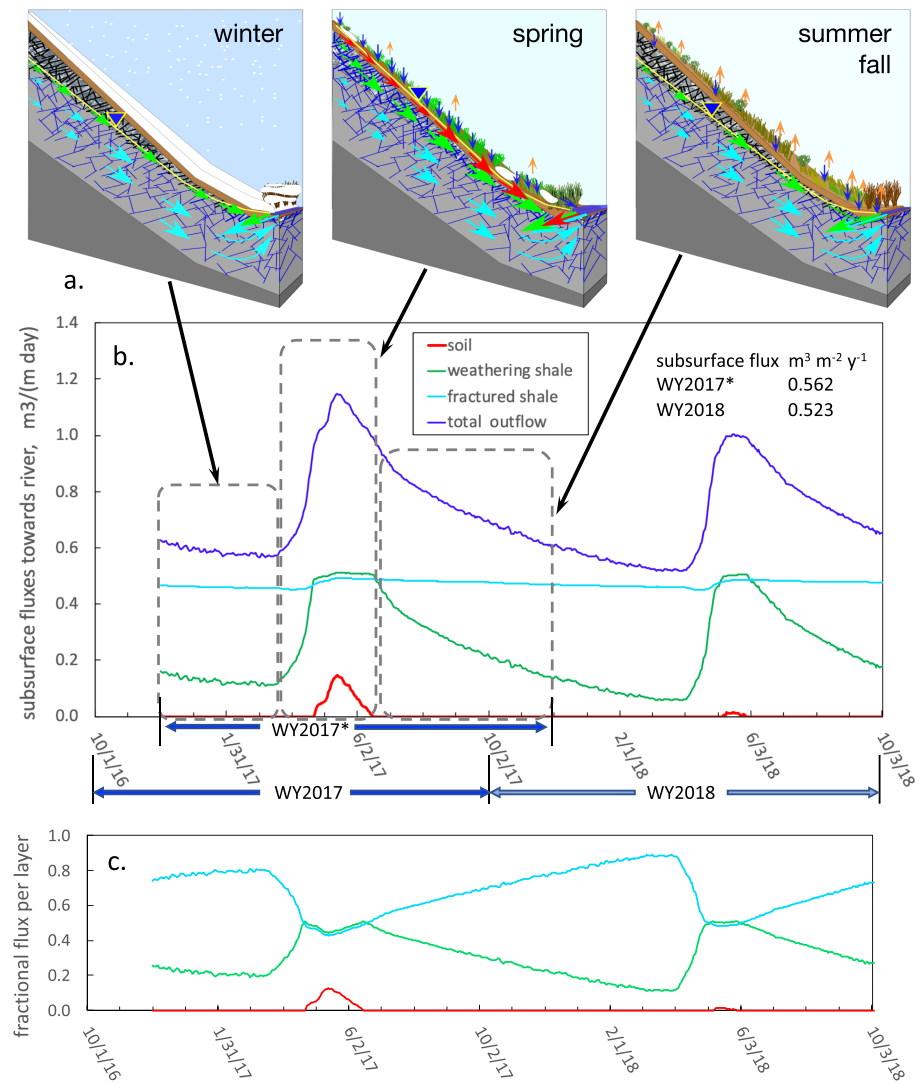 winter
spring
summer
fall
a.
b.
1.4
1.2
1.0
0.8
0.6
0.4
0.2
0.0
subsurface fluxes towards river, m3/(m day)
soil
weathering shale
fractured shale
total outflow
subsurface flux m³ m⁻² y⁻¹
WY2017* 0.562
WY2018 0.523
WY2017*
10/1/16
1/31/17
6/2/17
10/2/17
2/1/18
6/3/18
10/3/18
WY2017
WY2018
c.
1.0
0.8
0.6
0.4
0.2
0.0
fractional flux per layer
10/1/16
1/31/17
6/2/17
10/2/17
2/1/18
6/3/18
10/3/18